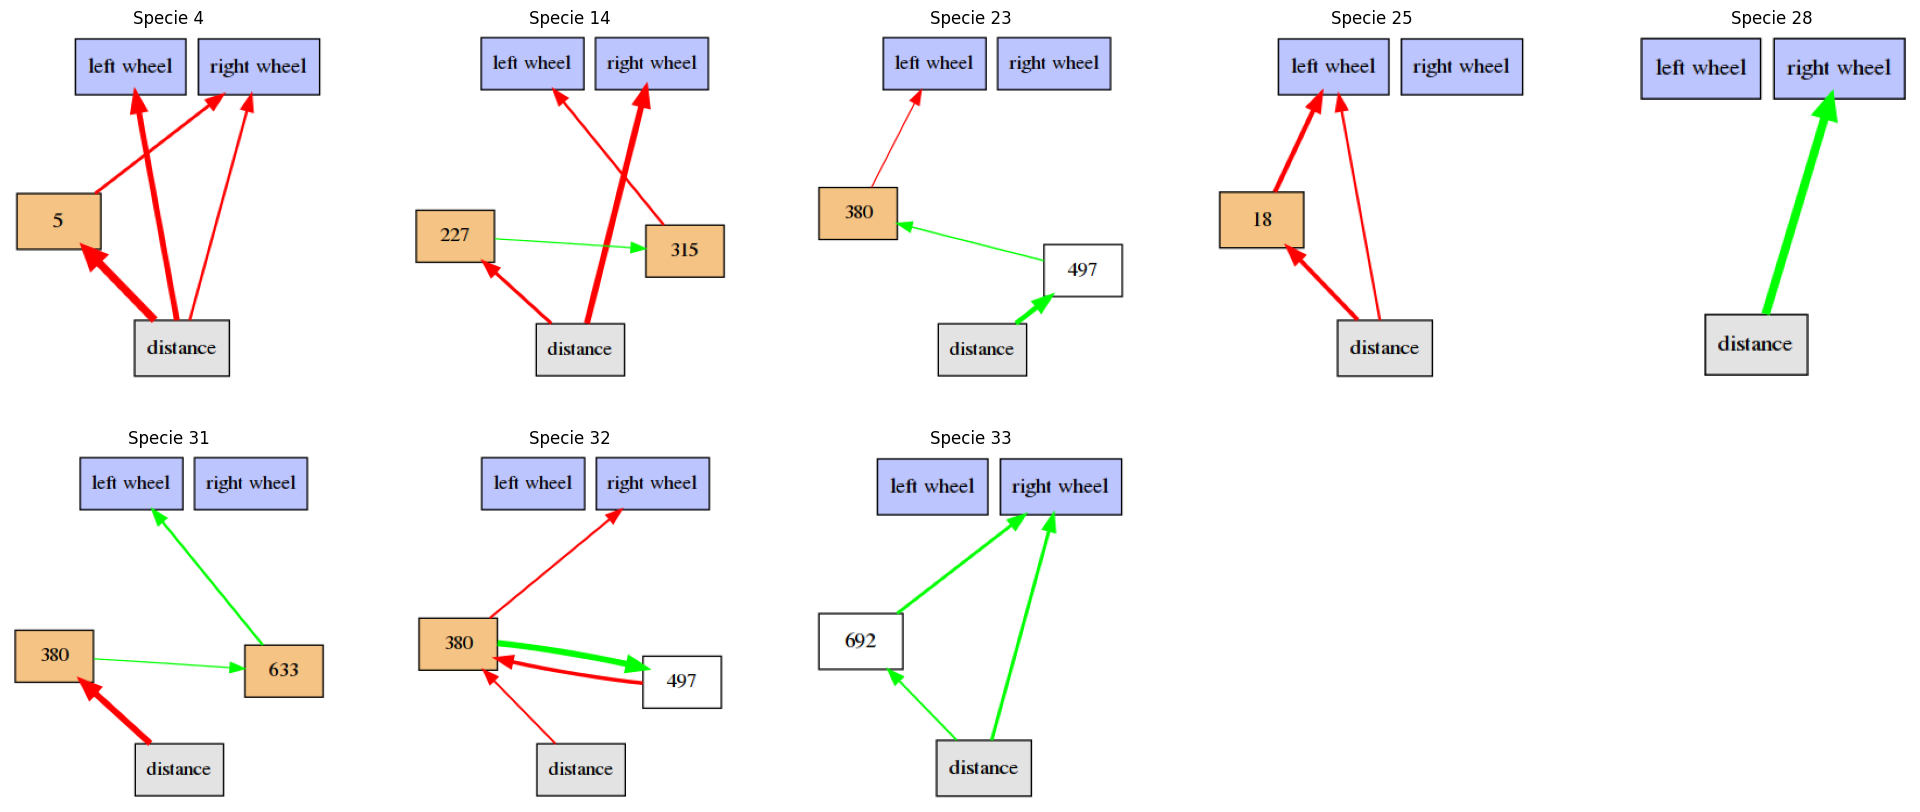 Specie 4
left wheel
right wheel
5
distance
Specie 14
left wheel
right wheel
227
315
distance
Specie 23
left wheel
right wheel
380
497
distance
Specie 25
left wheel
right wheel
18
distance
Specie 28
left wheel
right wheel
distance
Specie 31
left wheel
right wheel
380
633
distance
Specie 32
left wheel
right wheel
380
497
distance
Specie 33
left wheel
right wheel
692
distance